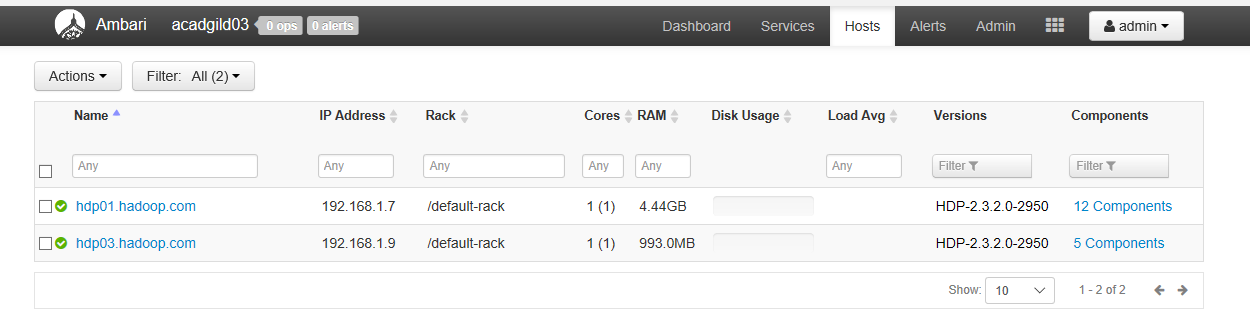 Ambari acadgild03 0 ops 0 alerts Dashboard Services Hosts Alerts Admin admin
Actions Filter: All (2)
Name IP Address Rack Cores RAM Disk Usage Load Avg Versions Components
Any Any Any Any Any Any Filter Filter
hdp01.hadoop.com 192.168.1.7 /default-rack 1 (1) 4.44GB HDP-2.3.2.0-2950 12 Components
hdp03.hadoop.com 192.168.1.9 /default-rack 1 (1) 993.0MB HDP-2.3.2.0-2950 5 Components
Show: 10 1 - 2 of 2